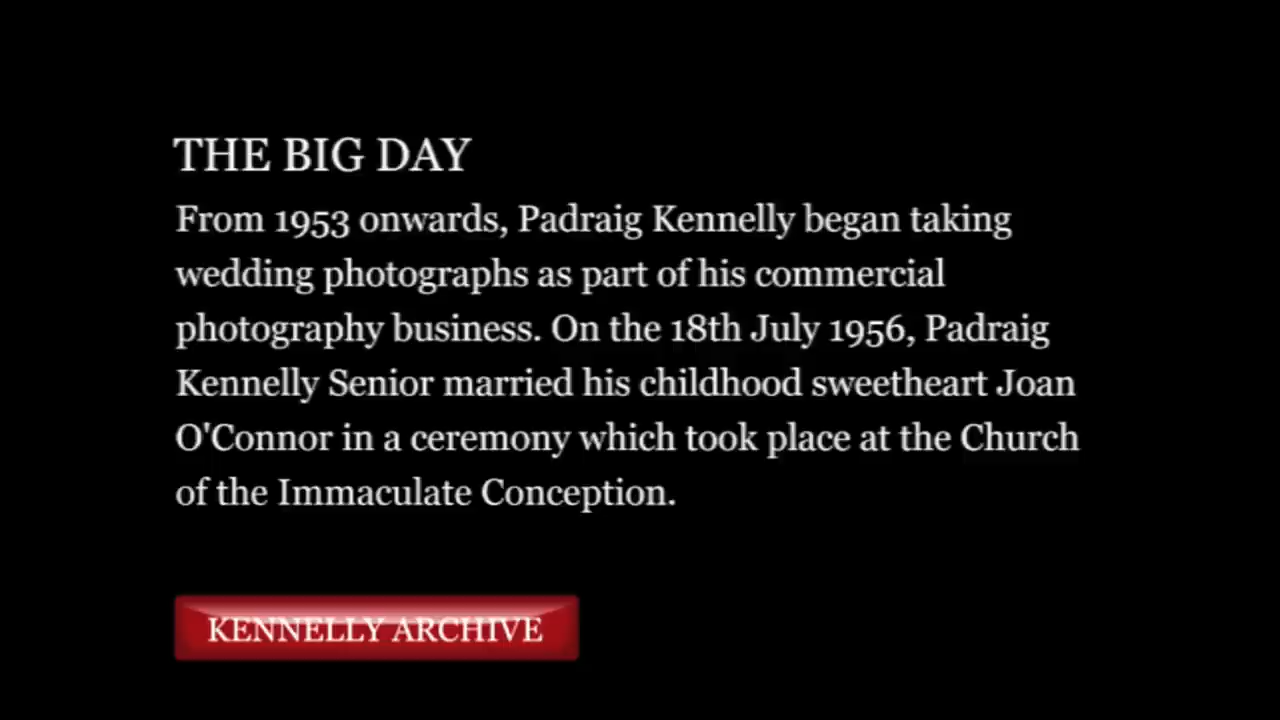 THE BIG DAY
From 1953 onwards, Padraig Kennelly began taking
wedding photographs as part of his commercial
photography business. On the 18th July 1956, Padraig
Kennelly Senior married his childhood sweetheart Joan
O'Connor in a ceremony which took place at the Church
of the Immaculate Conception.
KENNELLY ARCHIVE